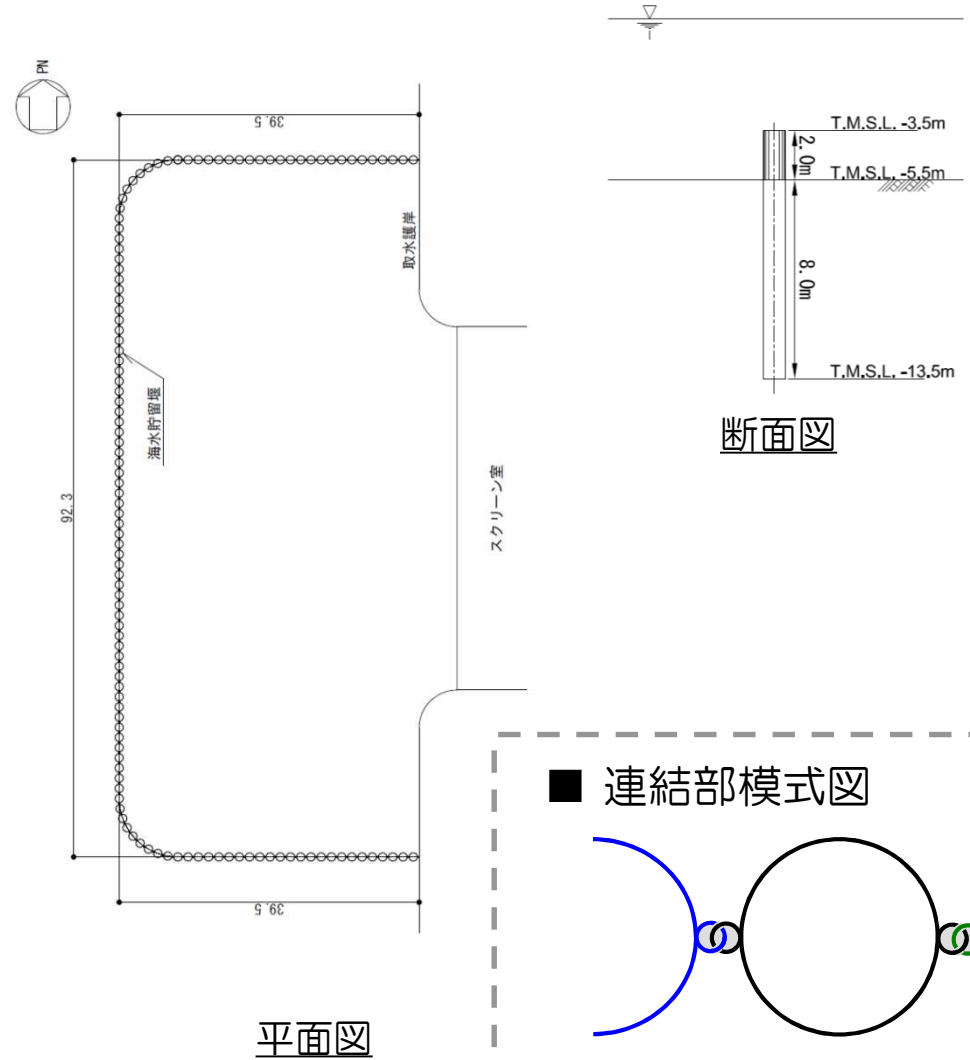 PN
39.5
T.M.S.L. -3.5m
2.0m
T.M.S.L. -5.5m
8.0m
T.M.S.L. -13.5m
断面図
取水護岸
海水貯留堰
92.3
スクリーン室
39.5
平面図
■ 連結部模式図